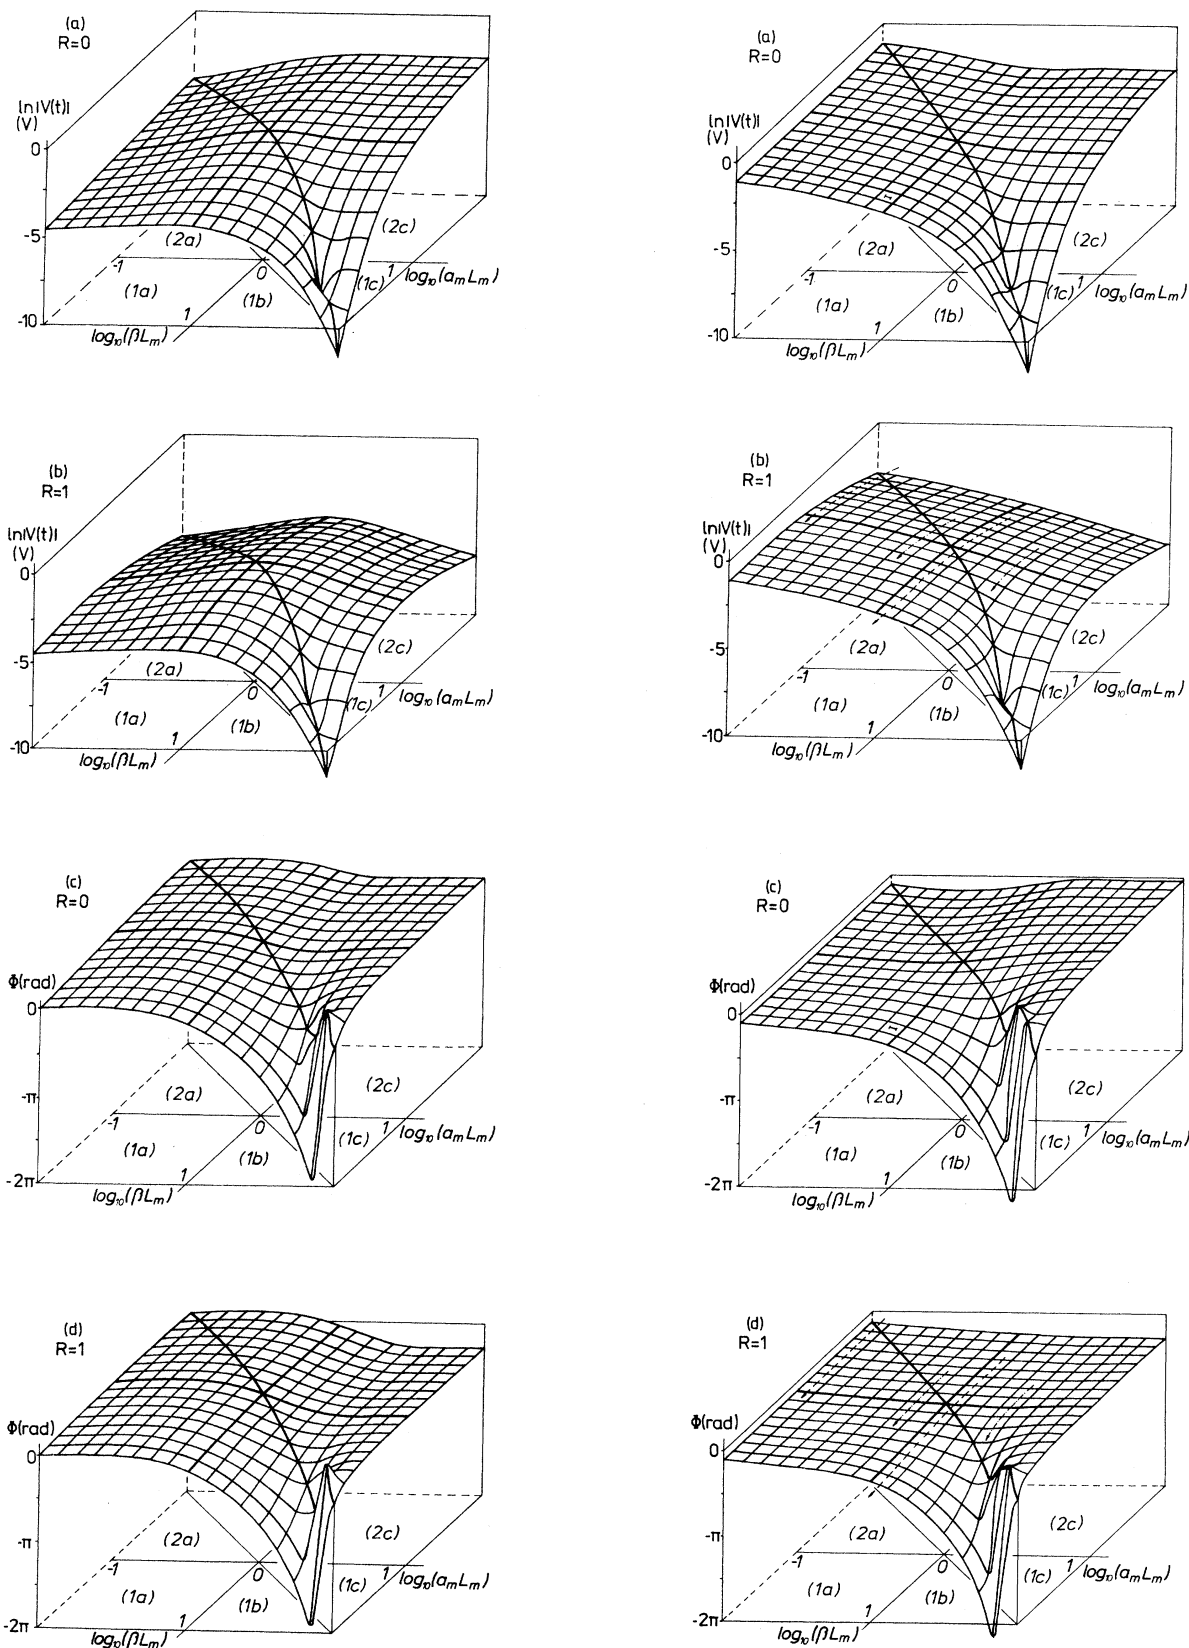 (a)
R=0
ln|V(t)|
(V)
0
-5
-10
(2a)
-1
0
(1a)
(1b)
(1c)
(2c)
1
1
log₁₀(aₘLₘ)
log₁₀(βLₘ)
(a)
R=0
ln|V(t)|
(V)
0
-5
-10
(2a)
-1
0
(1a)
(1b)
(1c)
(2c)
1
1
log₁₀(aₘLₘ)
log₁₀(βLₘ)
(b)
R=1
ln|V(t)|
(V)
0
-5
-10
(2a)
-1
0
(1a)
(1b)
(1c)
(2c)
1
1
log₁₀(aₘLₘ)
log₁₀(βLₘ)
(b)
R=1
ln|V(t)|
(V)
0
-5
-10
(2a)
-1
0
(1a)
(1b)
(1c)
(2c)
1
1
log₁₀(aₘLₘ)
log₁₀(βLₘ)
(c)
R=0
Φ(rad)
0
-π
-2π
(2a)
-1
0
(1a)
(1b)
(1c)
(2c)
1
1
log₁₀(aₘLₘ)
log₁₀(βLₘ)
(c)
R=0
Φ(rad)
0
-π
-2π
(2a)
-1
0
(1a)
(1b)
(1c)
(2c)
1
1
log₁₀(aₘLₘ)
log₁₀(βLₘ)
(d)
R=1
Φ(rad)
0
-π
-2π
(2a)
-1
0
(1a)
(1b)
(1c)
(2c)
1
1
log₁₀(aₘLₘ)
log₁₀(βLₘ)
(d)
R=1
Φ(rad)
0
-π
-2π
(2a)
-1
0
(1a)
(1b)
(1c)
(2c)
1
1
log₁₀(aₘLₘ)
log₁₀(βLₘ)